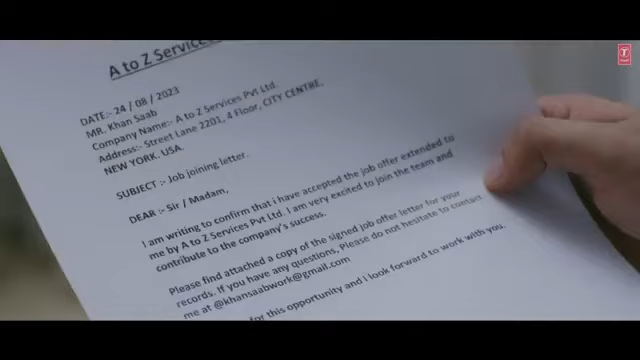 A to Z Services
DATE:- 24 / 08 / 2023
MR. Khan Saab
Company Name:- A to Z Services Pvt Ltd.
Address:- Street Lane 2201, 4 Floor, CITY CENTRE,
NEW YORK. USA.
SUBJECT :- Job joining letter.
DEAR :- Sir / Madam,
I am writing to confirm that i have accepted the job offer extended to
me by A to Z Services Pvt Ltd. I am very excited to join the team and
contribute to the company's success.
Please find attached a copy of the signed job offer letter for your
records. If you have any questions, Please do not hesitate to contact
me at @khansaabwork@gmail.com
for this opportunity and i look forward to work with you.